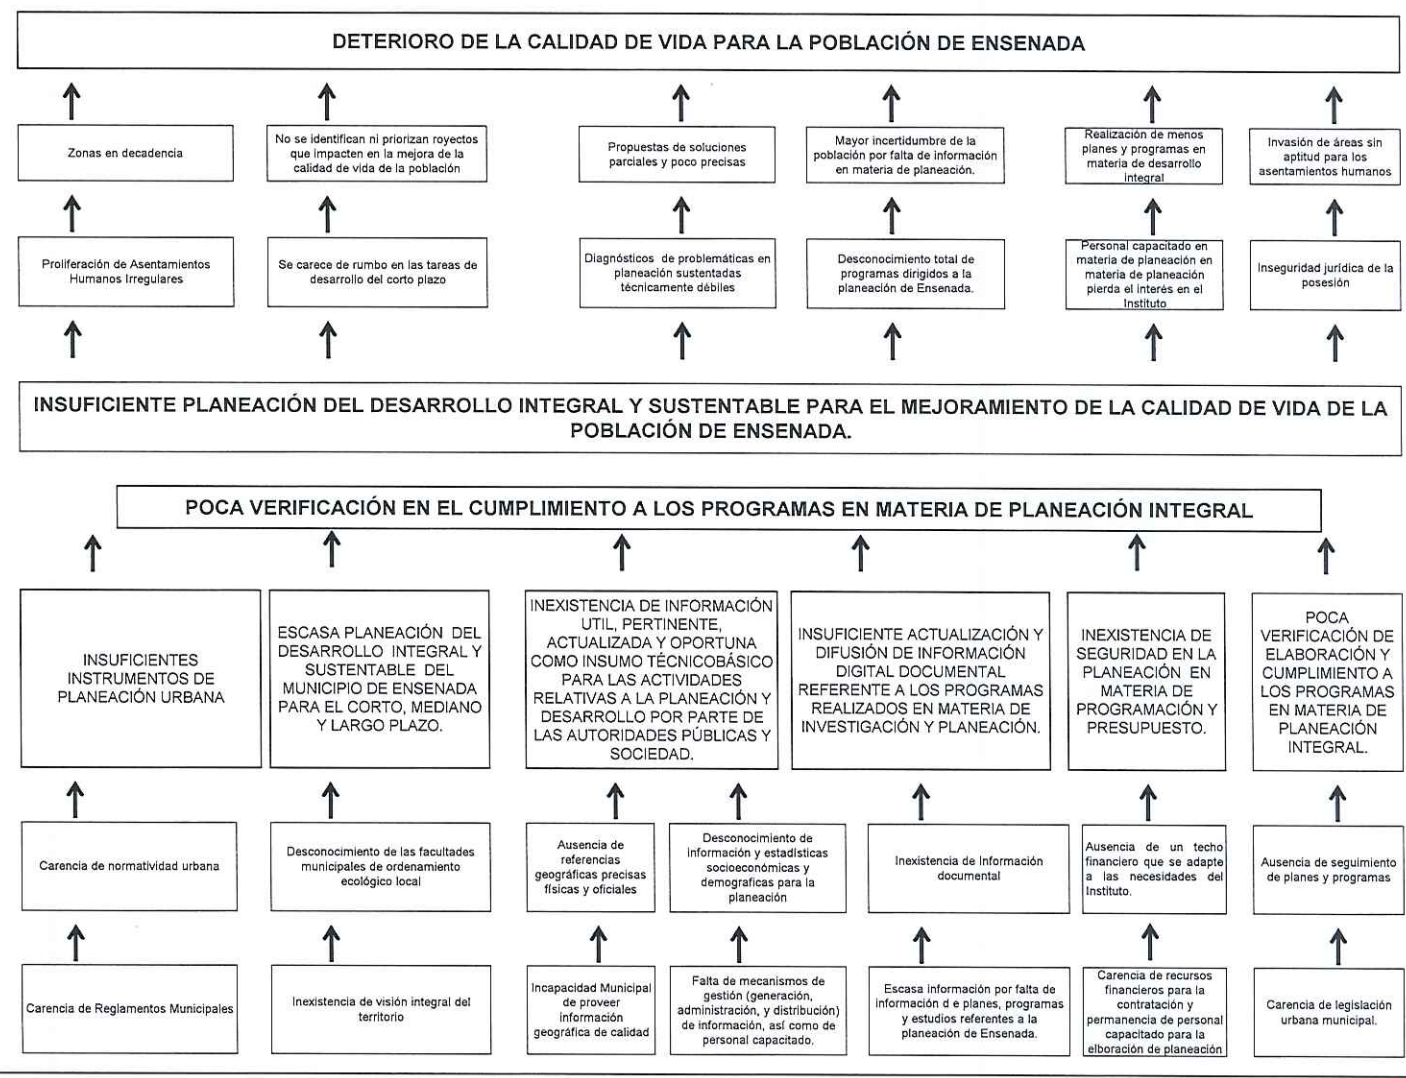 DETERIORO DE LA CALIDAD DE VIDA PARA LA POBLACIÓN DE ENSENADA
Zonas en decadencia
No se identifican ni priorizan royectos
que impacten en la mejora de la
calidad de vida de la población
Propuestas de soluciones
parciales y poco precisas
Mayor incertidumbre de la
población por falta de información
en materia de planeación.
Realización de menos
planes y programas en
materia de desarrollo
integral
Invasión de áreas sin
aptitud para los
asentamientos humanos
Proliferación de Asentamientos
Humanos Irregulares
Se carece de rumbo en las tareas de
desarrollo del corto plazo
Diagnósticos de problemáticas en
planeación sustentadas
técnicamente débiles
Desconocimiento total de
programas dirigidos a la
planeación de Ensenada.
Personal capacitado en
materia de planeación en
materia de planeación
pierda el interés en el
Instituto
Inseguridad jurídica de la
posesión
INSUFICIENTE PLANEACIÓN DEL DESARROLLO INTEGRAL Y SUSTENTABLE PARA EL MEJORAMIENTO DE LA CALIDAD DE VIDA DE LA
POBLACIÓN DE ENSENADA.
POCA VERIFICACIÓN EN EL CUMPLIMIENTO A LOS PROGRAMAS EN MATERIA DE PLANEACIÓN INTEGRAL
INSUFICIENTES
INSTRUMENTOS DE
PLANEACIÓN URBANA
ESCASA PLANEACIÓN DEL
DESARROLLO INTEGRAL Y
SUSTENTABLE DEL
MUNICIPIO DE ENSENADA
PARA EL CORTO, MEDIANO
Y LARGO PLAZO.
INEXISTENCIA DE INFORMACIÓN
UTIL, PERTINENTE,
ACTUALIZADA Y OPORTUNA
COMO INSUMO TÉCNICOBÁSICO
PARA LAS ACTIVIDADES
RELATIVAS A LA PLANEACIÓN Y
DESARROLLO POR PARTE DE
LAS AUTORIDADES PÚBLICAS Y
SOCIEDAD.
INSUFICIENTE ACTUALIZACIÓN Y
DIFUSIÓN DE INFORMACIÓN
DIGITAL DOCUMENTAL
REFERENTE A LOS PROGRAMAS
REALIZADOS EN MATERIA DE
INVESTIGACIÓN Y PLANEACIÓN.
INEXISTENCIA DE
SEGURIDAD EN LA
PLANEACIÓN EN
MATERIA DE
PROGRAMACIÓN Y
PRESUPUESTO.
POCA
VERIFICACIÓN DE
ELABORACIÓN Y
CUMPLIMIENTO A
LOS PROGRAMAS
EN MATERIA DE
PLANEACIÓN
INTEGRAL.
Carencia de normatividad urbana
Desconocimiento de las facultades
municipales de ordenamiento
ecológico local
Ausencia de
referencias
geográficas precisas
físicas y oficiales
Desconocimiento de
información y estadísticas
socioeconómicas y
demograficas para la
planeación
Inexistencia de Información
documental
Ausencia de un techo
financiero que se adapte
a las necesidades del
Instituto.
Ausencia de seguimiento
de planes y programas
Carencia de Reglamentos Municipales
Inexistencia de visión integral del
territorio
Incapacidad Municipal
de proveer
información
geográfica de calidad
Falta de mecanismos de
gestión (generación,
administración, y distribución)
de información, así como de
personal capacitado.
Escasa información por falta de
información d e planes, programas
y estudios referentes a la
planeación de Ensenada.
Carencia de recursos
financieros para la
contratación y
permanencia de personal
capacitado para la
elboración de planeación
Carencia de legislación
urbana municipal.